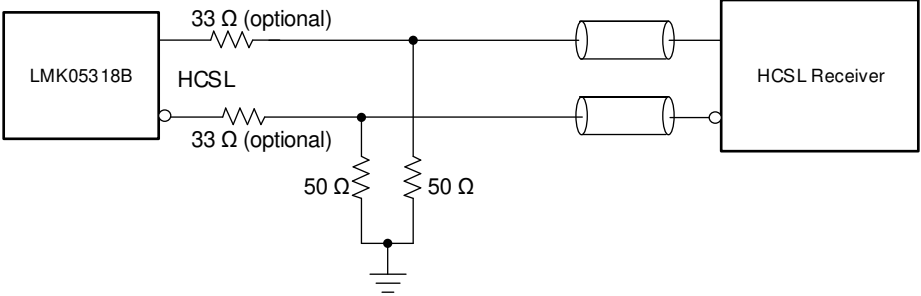 33 Ω (optional)
LMK05318B
HCSL
HCSL Receiver
33 Ω (optional)
50 Ω
50 Ω